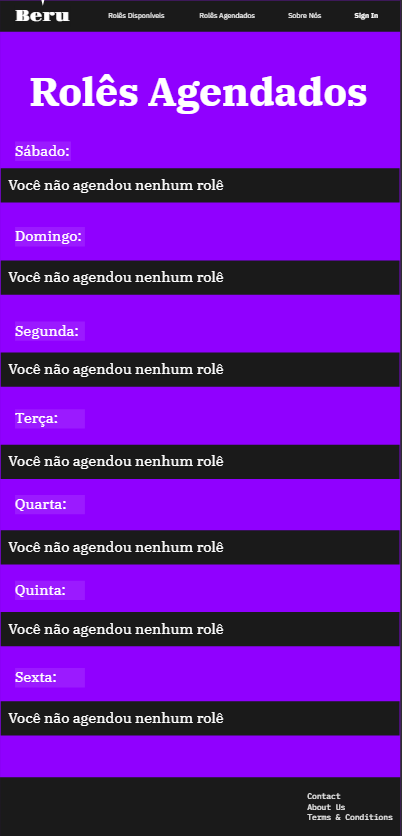 Beru Rolês Disponíveis Rolês Agendados Sobre Nós Sign In
Rolês Agendados
Sábado:
Você não agendou nenhum rolê
Domingo:
Você não agendou nenhum rolê
Segunda:
Você não agendou nenhum rolê
Terça:
Você não agendou nenhum rolê
Quarta:
Você não agendou nenhum rolê
Quinta:
Você não agendou nenhum rolê
Sexta:
Você não agendou nenhum rolê
Contact
About Us
Terms & Conditions